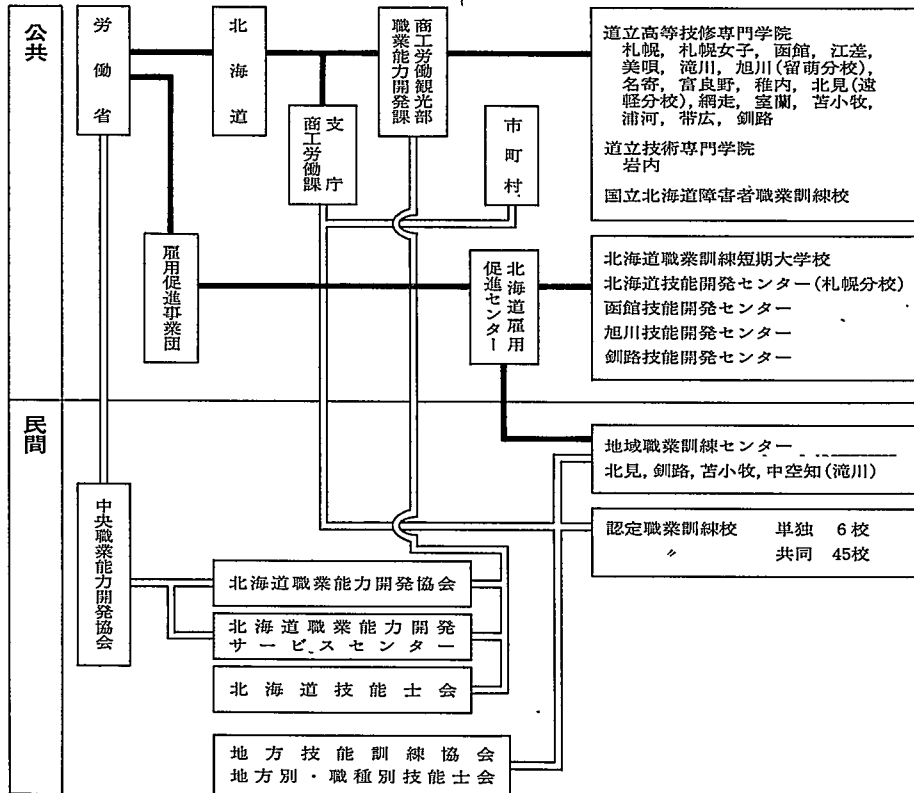 公共
労働省
北海道
商工労働観光部
職業能力開発課
道立高等技修専門学院
札幌,札幌女子,函館,江差,
美唄,滝川,旭川(留萌分校),
名寄,富良野,稚内,北見(遠
軽分校),網走,室蘭,苫小牧,
浦河,帯広,釧路
道立技術専門学院
岩内
国立北海道障害者職業訓練校
支庁
商工労働課
市町村
雇用促進事業団
北海道雇用
促進センター
北海道職業訓練短期大学校
北海道技能開発センター(札幌分校)
函館技能開発センター
旭川技能開発センター
釧路技能開発センター
民間
地域職業訓練センター
北見,釧路,苫小牧,中空知(滝川)
認定職業訓練校 単独 6校
〃 共同 45校
中央職業能力開発協会
北海道職業能力開発協会
北海道職業能力開発
サービスセンター
北海道技能士会
地方技能訓練協会
地方別・職種別技能士会